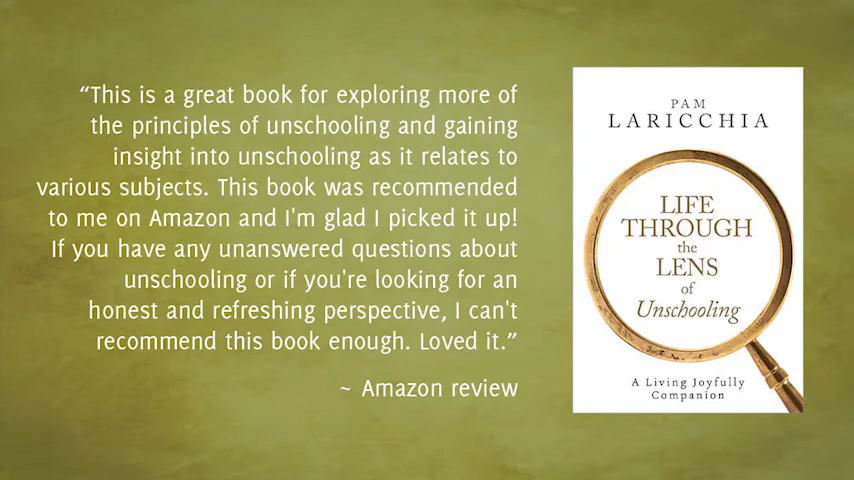 “This is a great book for exploring more of
the principles of unschooling and gaining
insight into unschooling as it relates to
various subjects. This book was recommended
to me on Amazon and I'm glad I picked it up!
If you have any unanswered questions about
unschooling or if you're looking for an
honest and refreshing perspective, I can't
recommend this book enough. Loved it.”
~ Amazon review
PAM
LARICCHIA
LIFE
THROUGH
the
LENS
of
Unschooling
A Living Joyfully
Companion